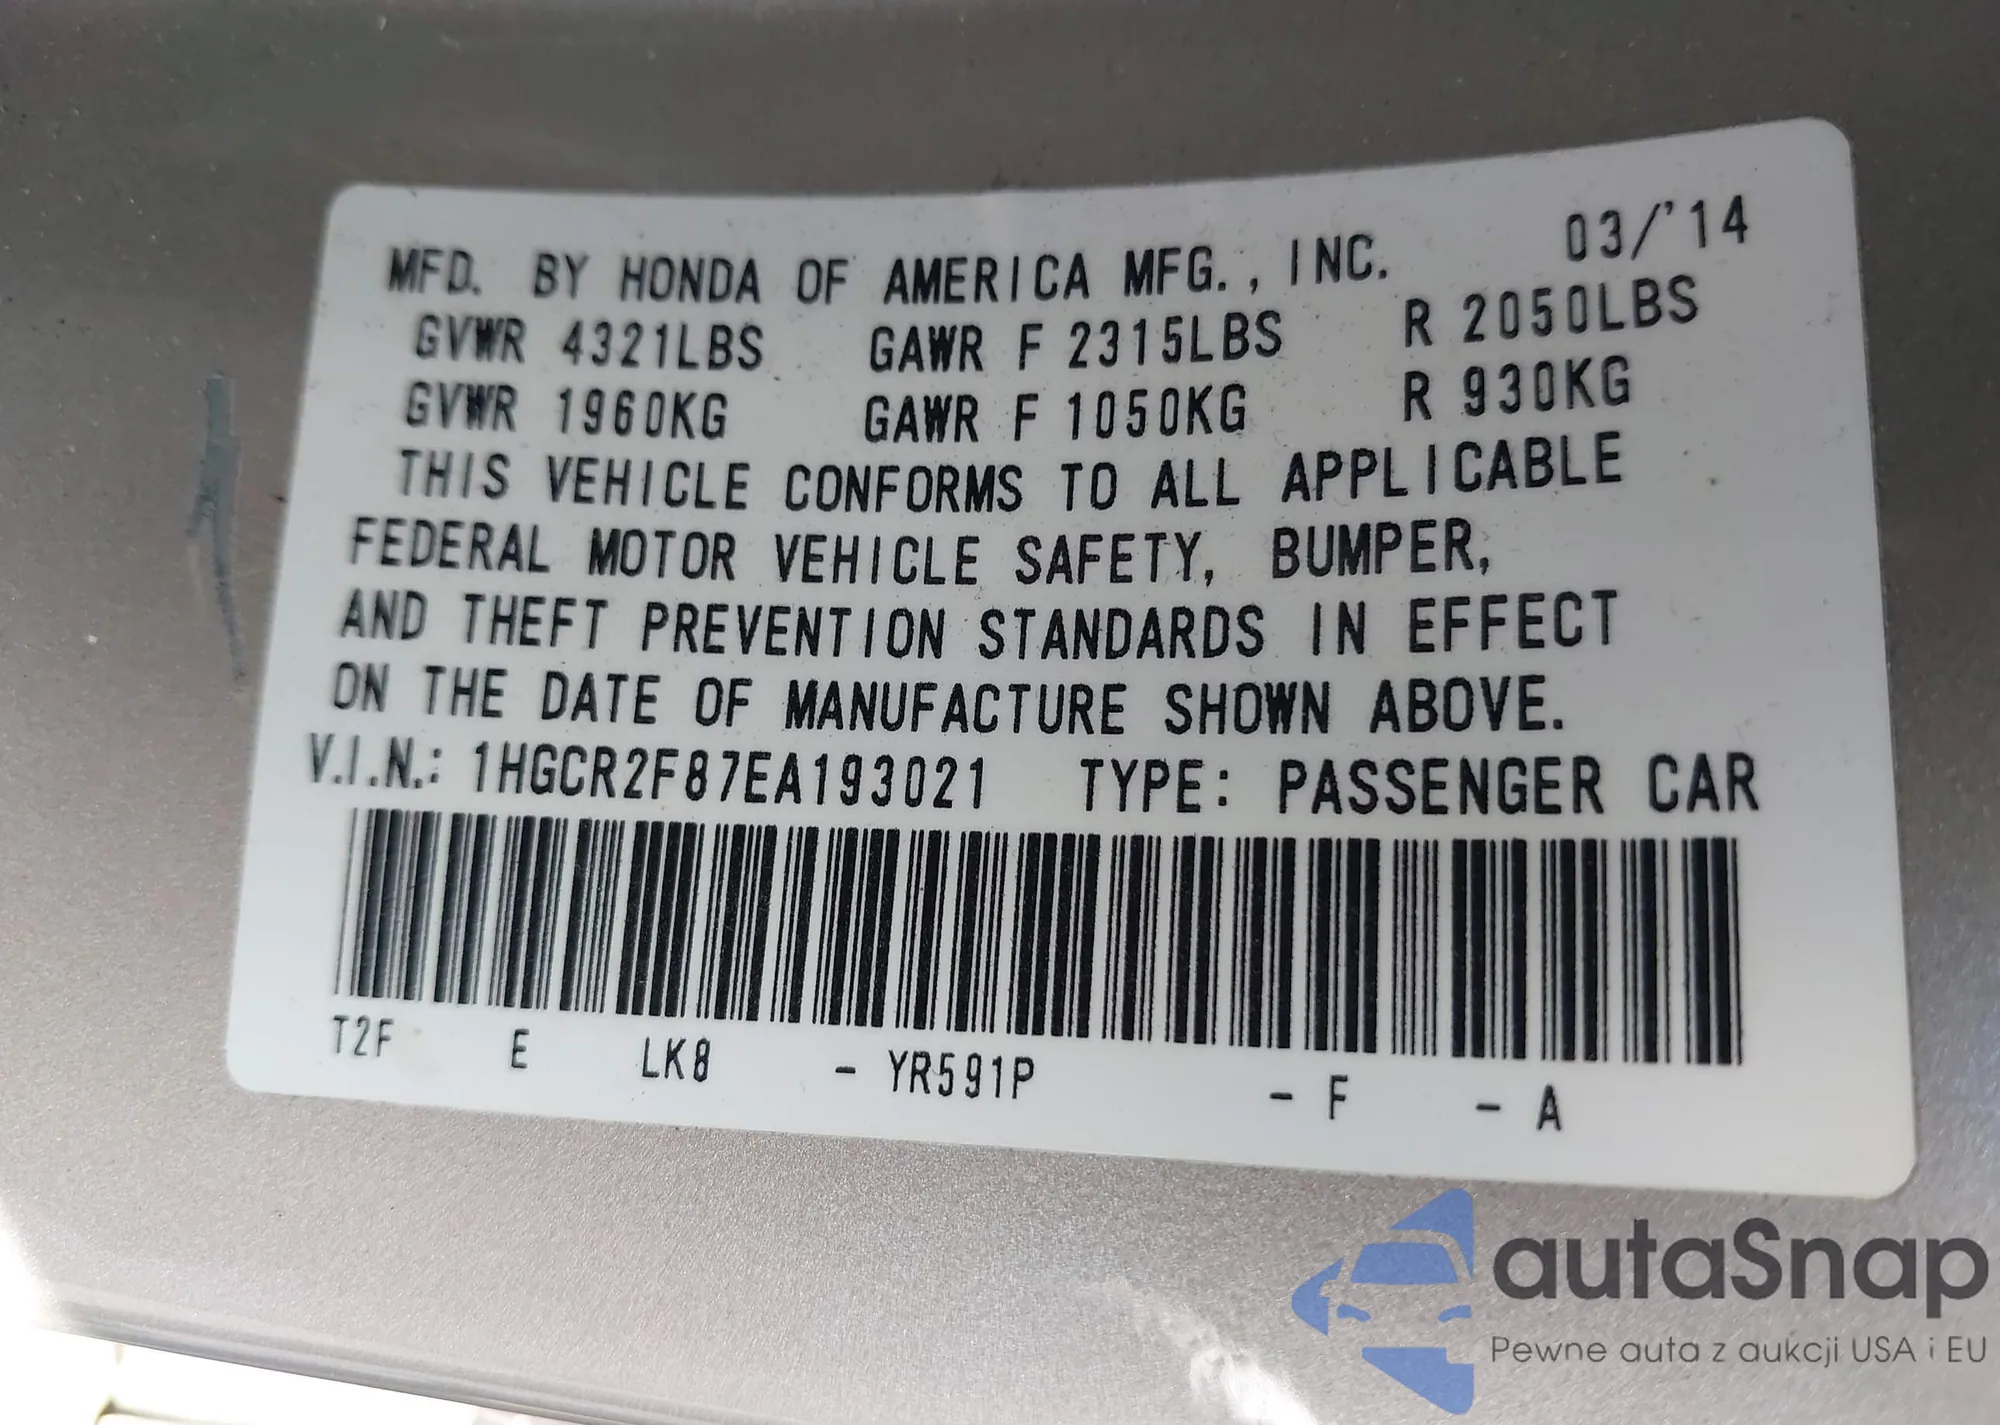 MFD. BY HONDA OF AMERICA MFG., INC. 03/'14
GVWR 4321LBS GAWR F 2315LBS R 2050LBS
GVWR 1960KG GAWR F 1050KG R 930KG
THIS VEHICLE CONFORMS TO ALL APPLICABLE
FEDERAL MOTOR VEHICLE SAFETY, BUMPER,
AND THEFT PREVENTION STANDARDS IN EFFECT
ON THE DATE OF MANUFACTURE SHOWN ABOVE.
V.I.N.: 1HGCR2F87EA193021 TYPE: PASSENGER CAR
T2F E LK8 - YR591P - F - A
autaSnap
Pewne auta z aukcji USA i EU